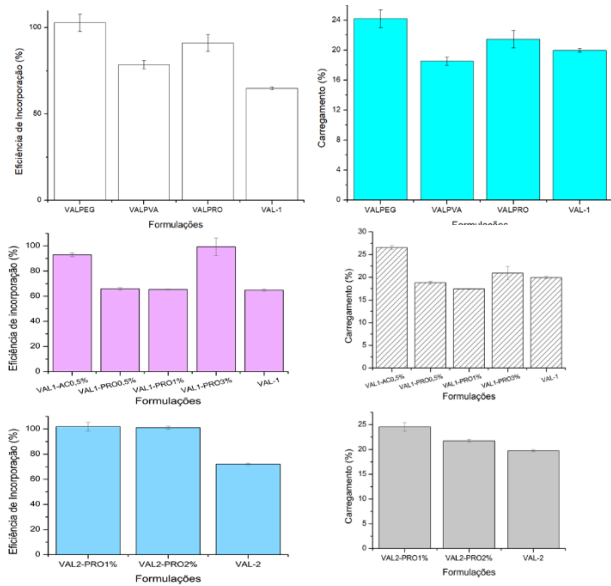 Eficiência de Incorporação (%)
100
50
0
VALPEG VALPVA VALPRO VAL-1
Formulações
Carregamento (%)
24
20
16
12
8
4
0
VALPEG VALPVA VALPRO VAL-1
Formulações
Eficiência de incorporação (%)
100
80
60
40
20
0
VAL1-AC0,5% VAL1-PRO0,5% VAL1-PRO1% VAL1-PRO3% VAL-1
Formulações
Carregamento (%)
30
25
20
15
10
5
0
VAL1-AC0,5% VAL1-PRO0,5% VAL1-PRO1% VAL1-PRO3% VAL-1
Formulações
Eficiência de Incorporação (%)
100
80
60
40
20
0
VAL2-PRO1% VAL2-PRO2% VAL-2
Formulações
Carregamento (%)
25
20
15
10
5
0
VAL2-PRO1% VAL2-PRO2% VAL-2
Formulações